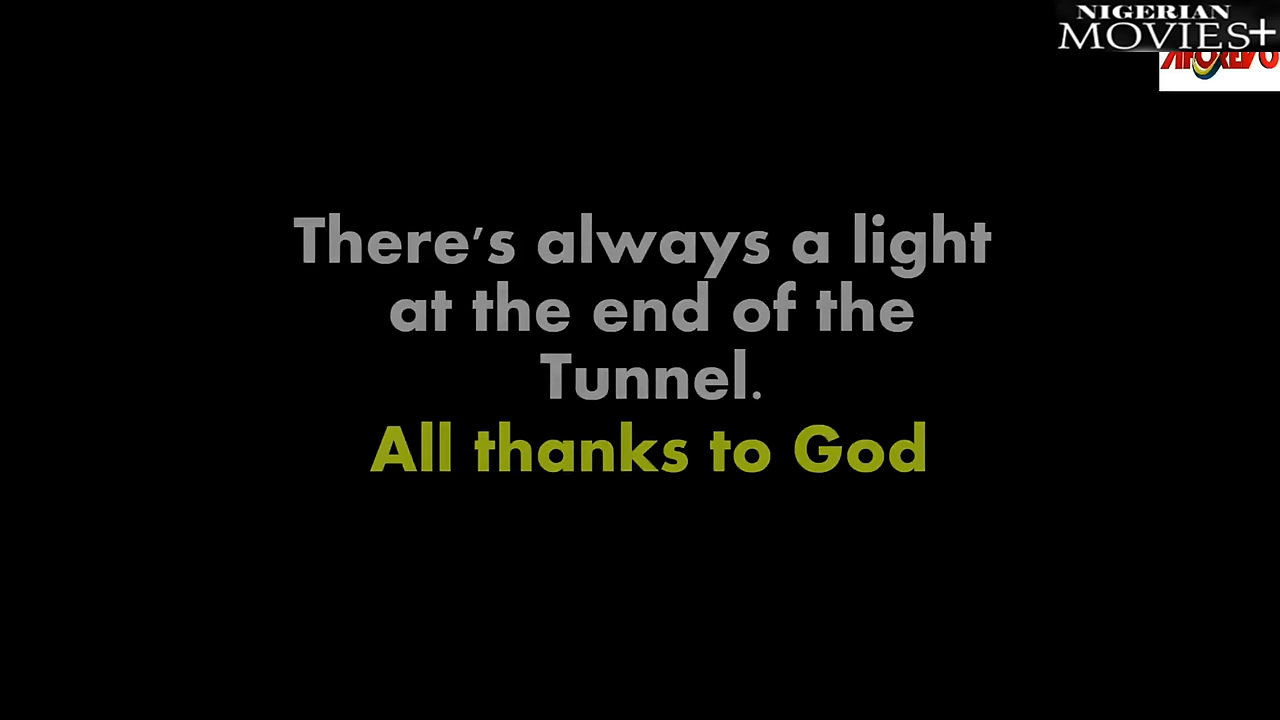 NIGERIAN
MOVIES+
There's always a light
at the end of the
Tunnel.
All thanks to God